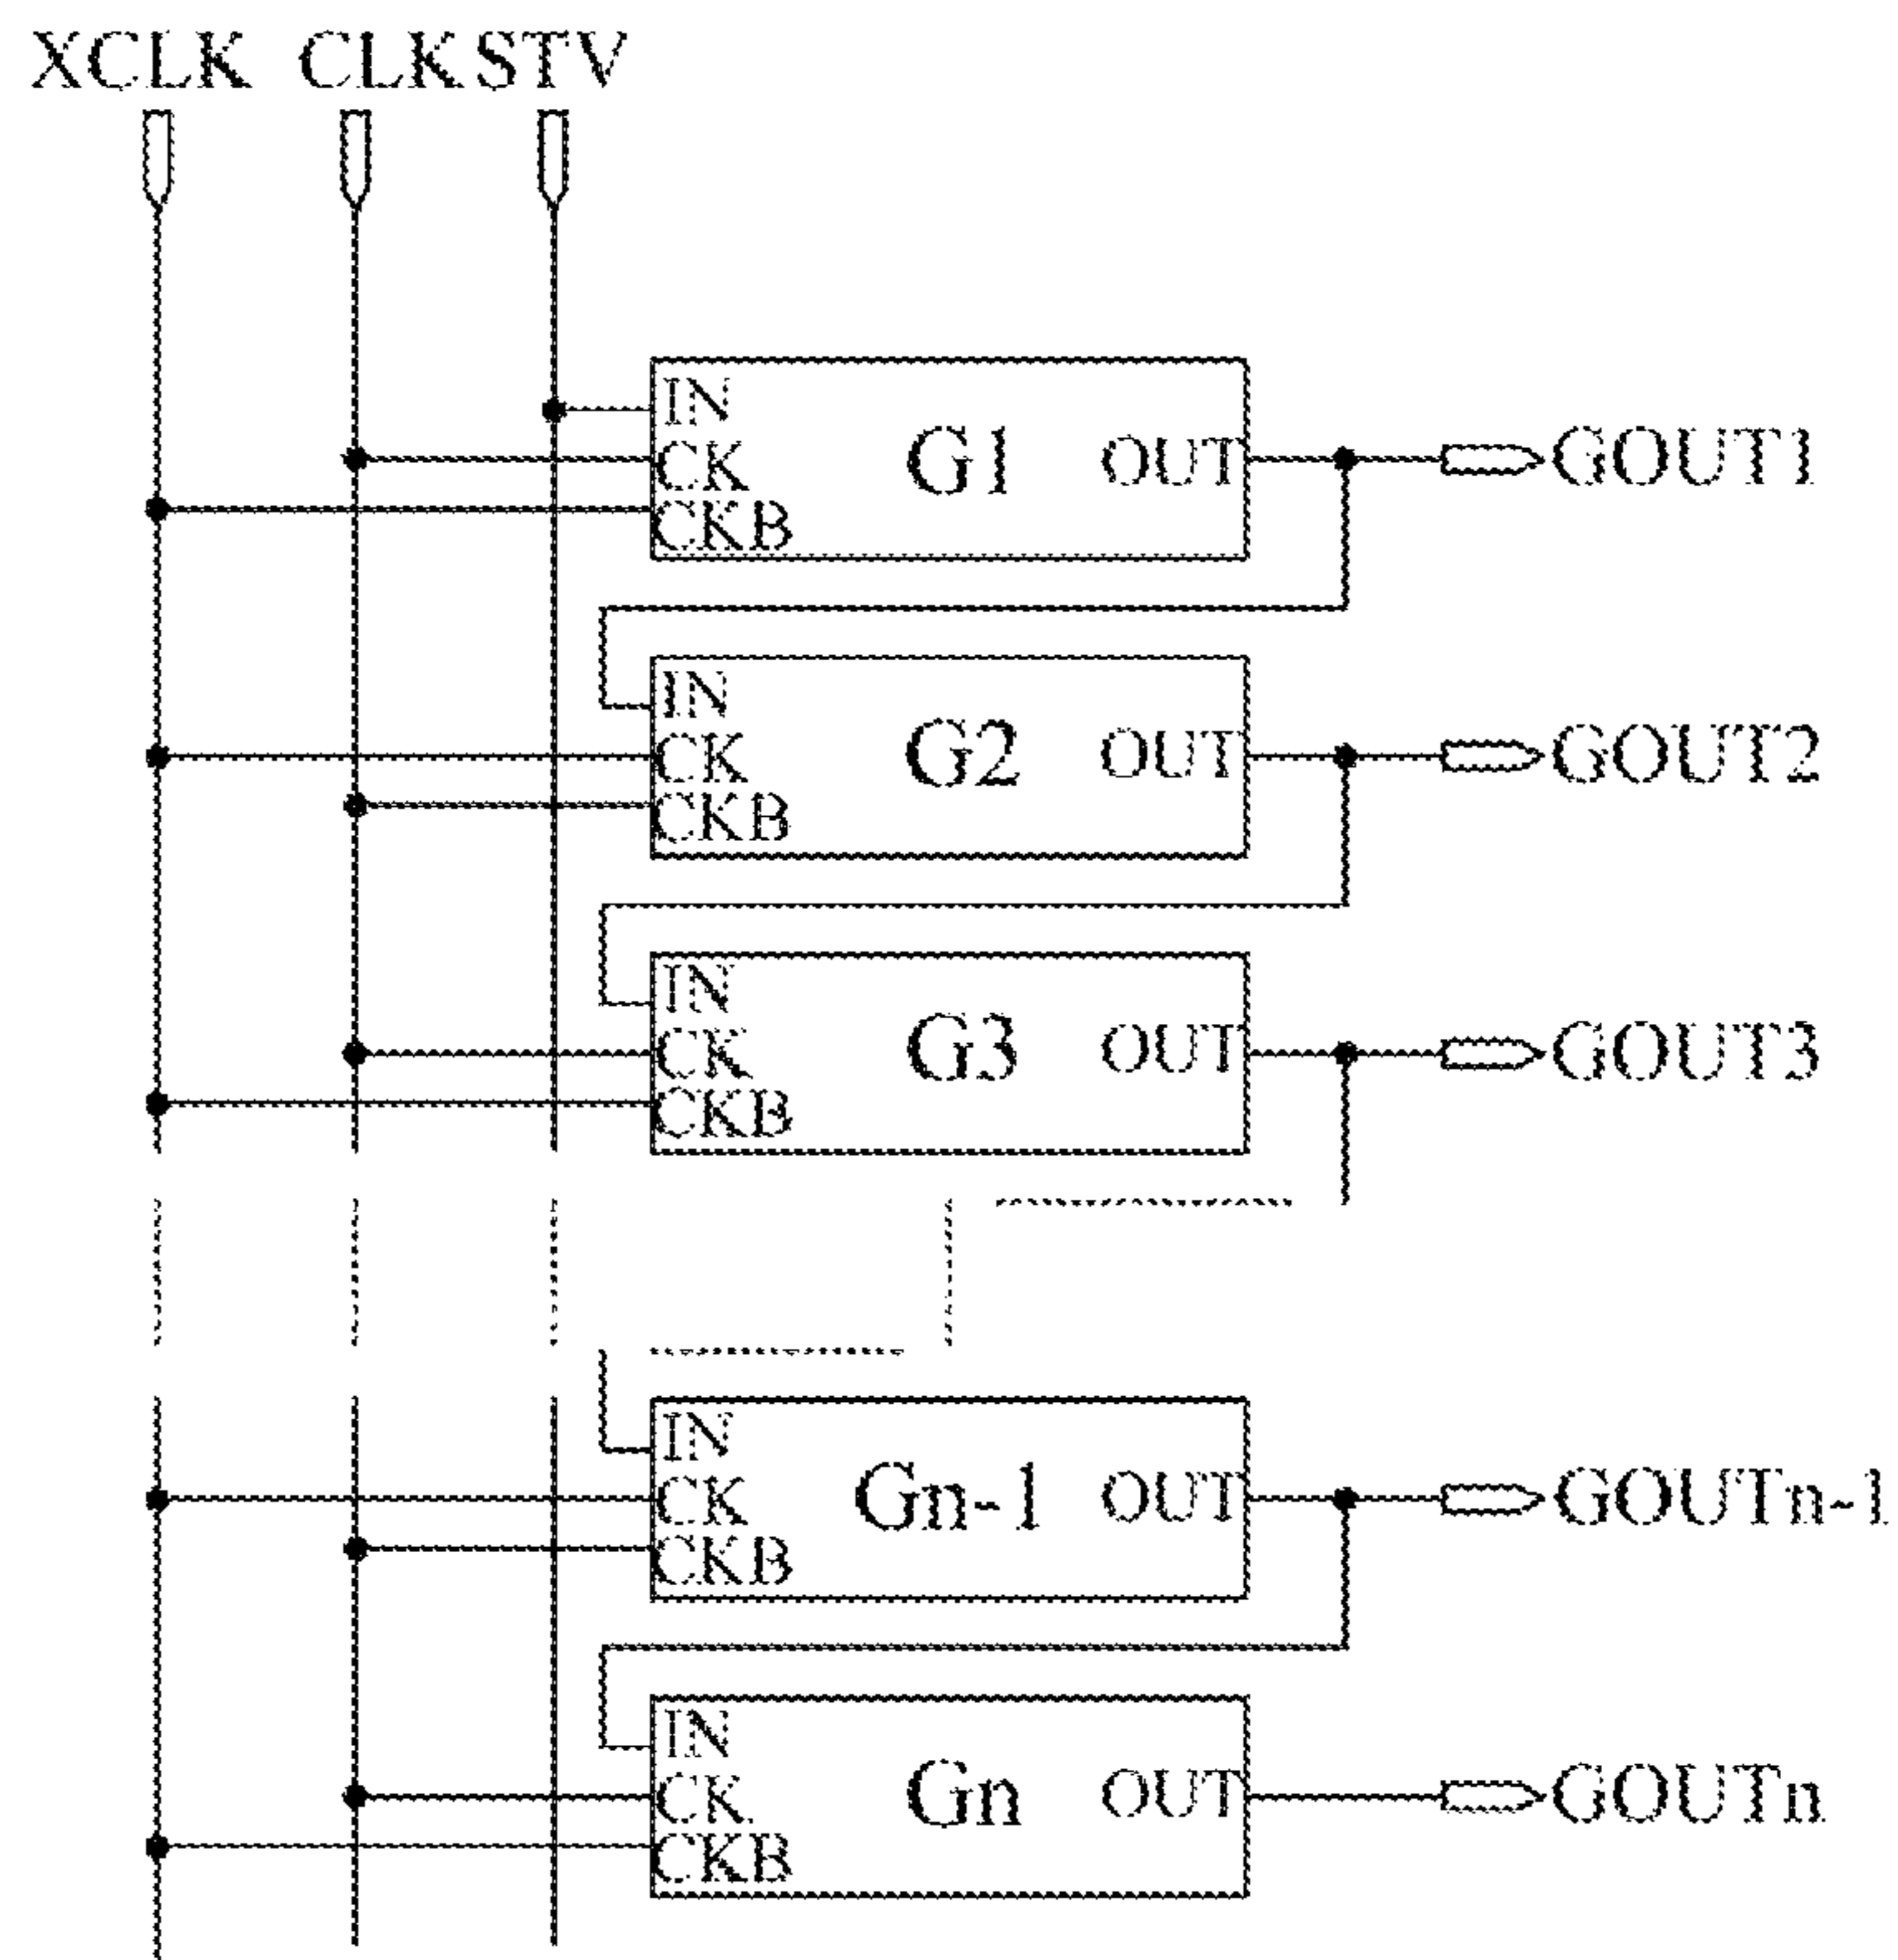 XCLK CLK STV
IN
CK
CKB
G1
OUT
GOUT1
IN
CK
CKB
G2
OUT
GOUT2
IN
CK
CKB
G3
OUT
GOUT3
IN
CK
CKB
Gn-1
OUT
GOUTn-1
IN
CK
CKB
Gn
OUT
GOUTn